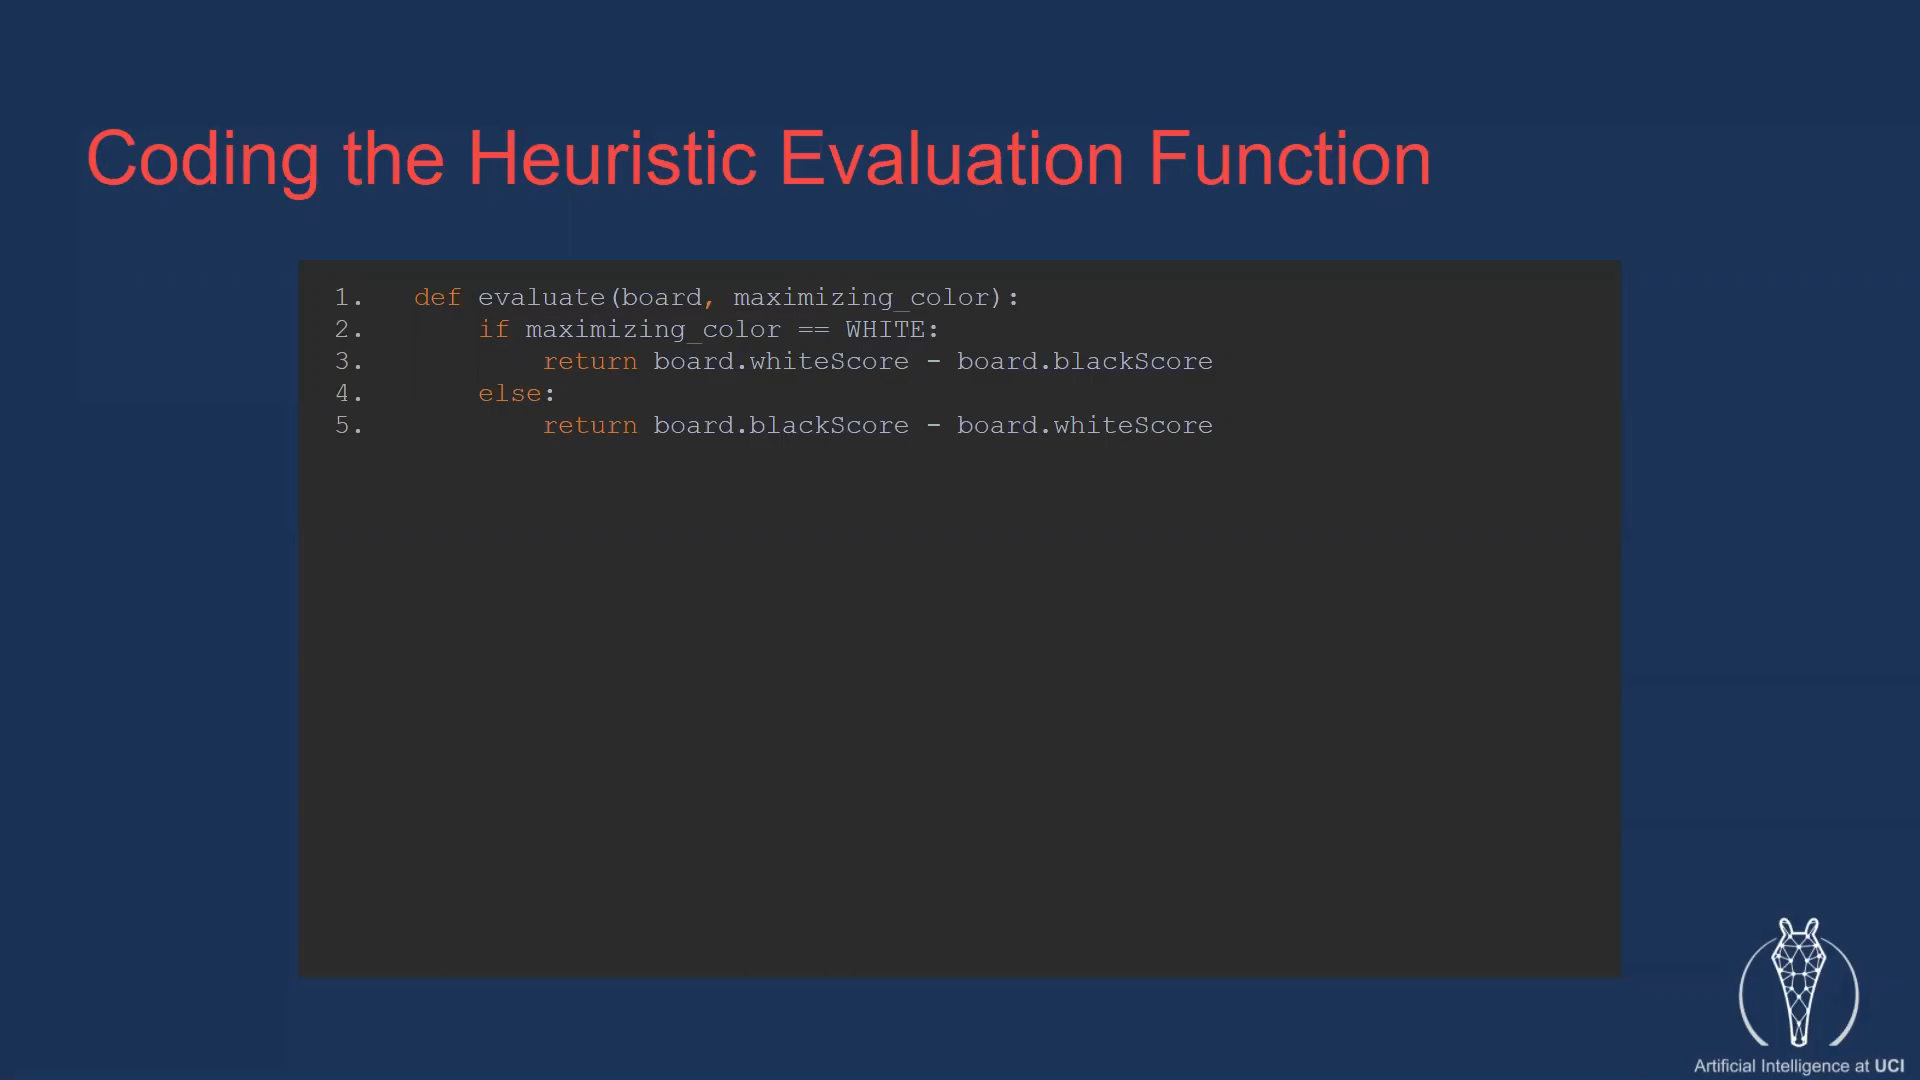 Coding the Heuristic Evaluation Function
1. def evaluate(board, maximizing_color):
2. if maximizing_color == WHITE:
3. return board.whiteScore - board.blackScore
4. else:
5. return board.blackScore - board.whiteScore
Artificial Intelligence at UCI